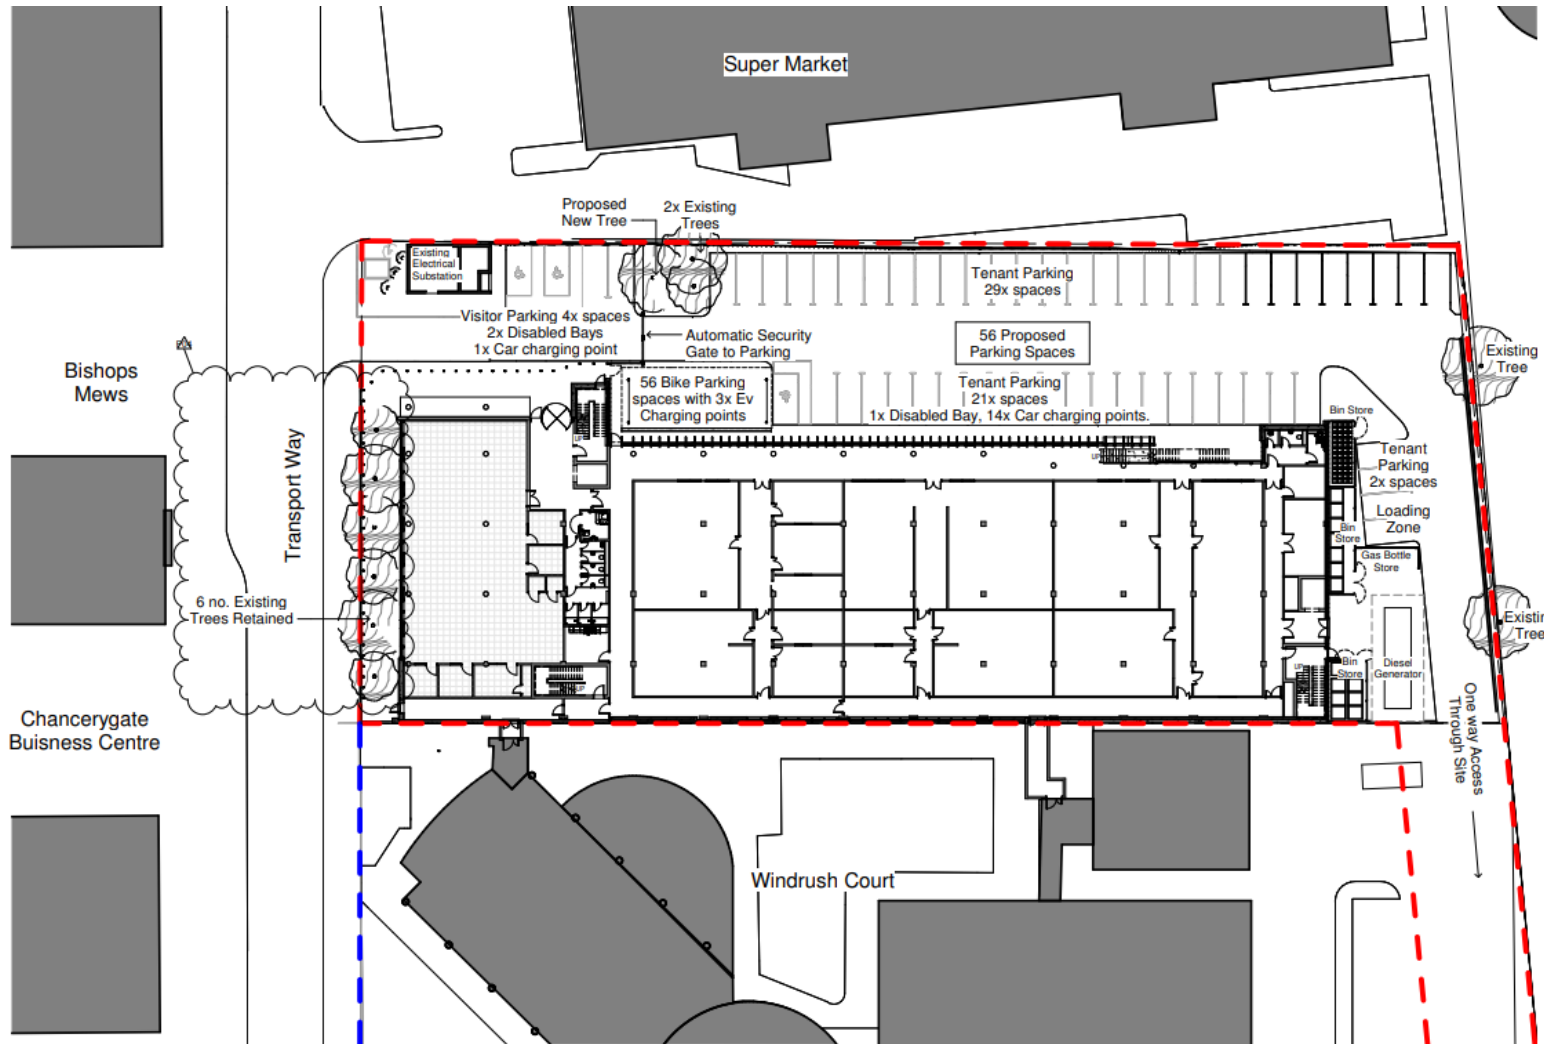 Super Market
Proposed
New Tree
2x Existing
Trees
Existing
Electrical
Substation
Tenant Parking
29x spaces
Visitor Parking 4x spaces
2x Disabled Bays
1x Car charging point
Automatic Security
Gate to Parking
56 Proposed
Parking Spaces
Existing
Tree
Bishops
Mews
56 Bike Parking
spaces with 3x Ev
Charging points
Tenant Parking
21x spaces
1x Disabled Bay, 14x Car charging points.
Bin Store
UP
UP
Tenant
Parking
2x spaces
Transport Way
Loading
Zone
Bin
Store
Gas Bottle
Store
6 no. Existing
Trees Retained
Existin
Tree
Bin
Store
Diesel
Generator
UP
UP
One way Access
Through Site
Chancerygate
Buisness Centre
Windrush Court